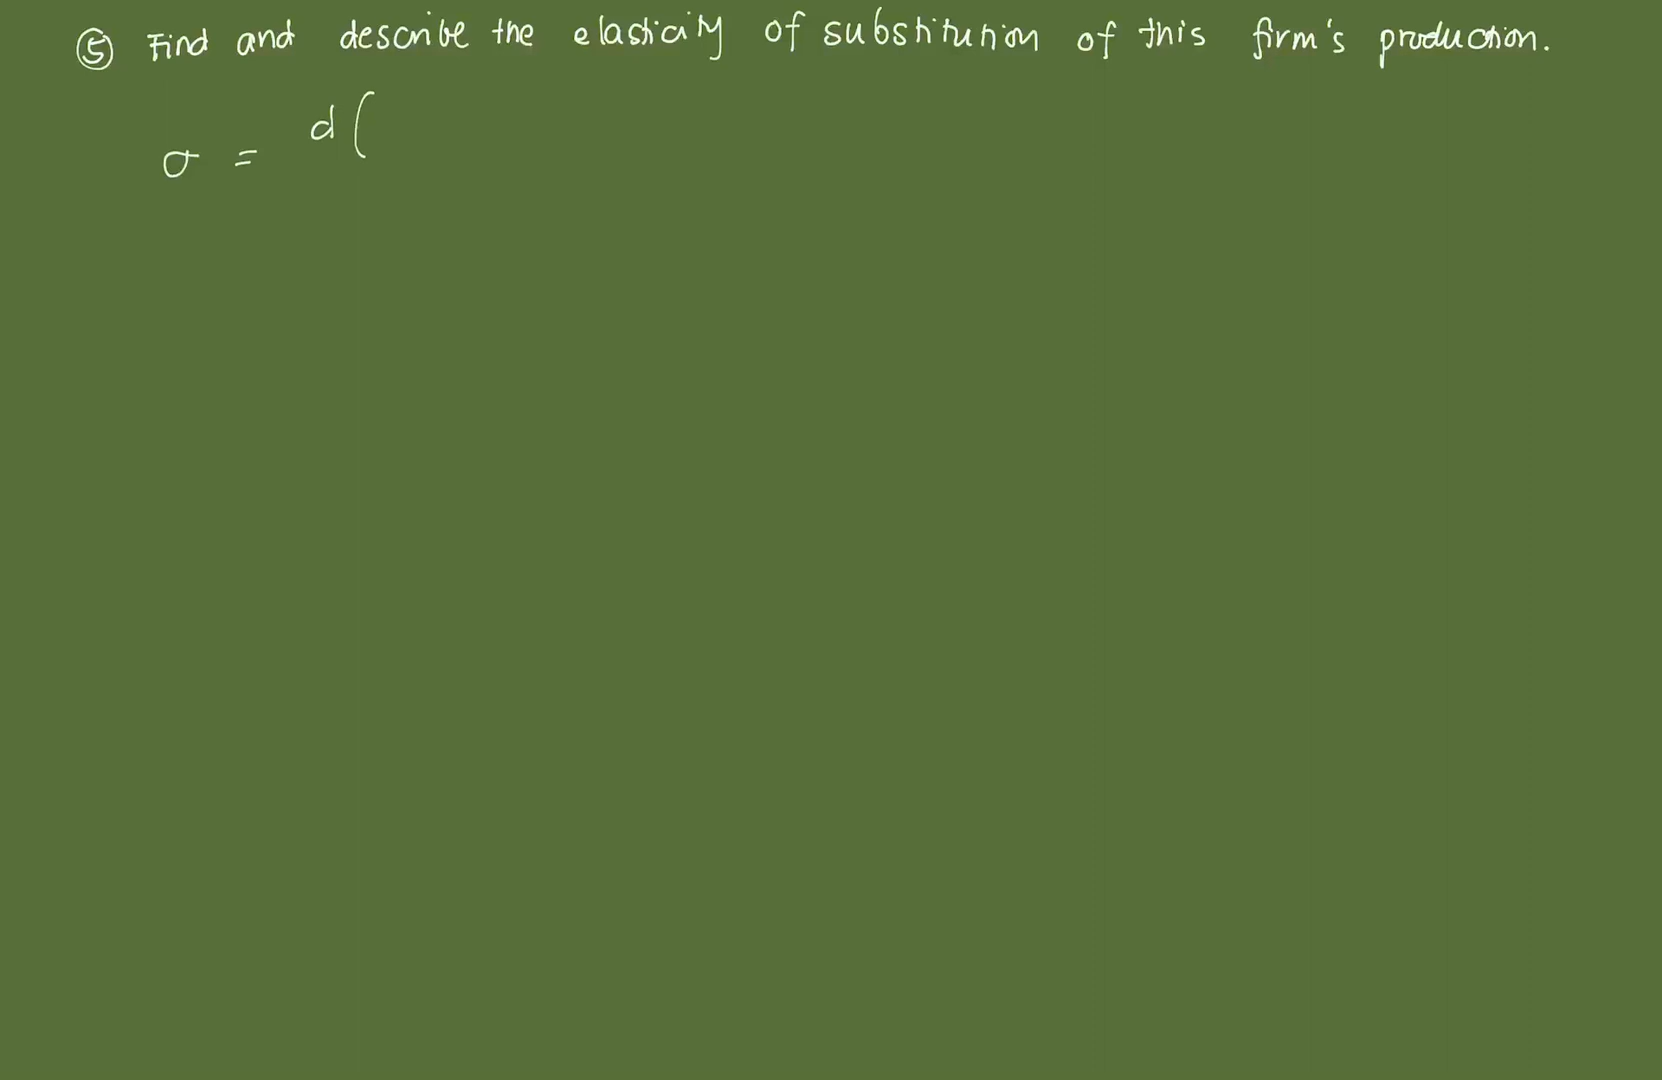 ⑤ Find and describe the elasticity of substitution of this firm's production.
σ = d(